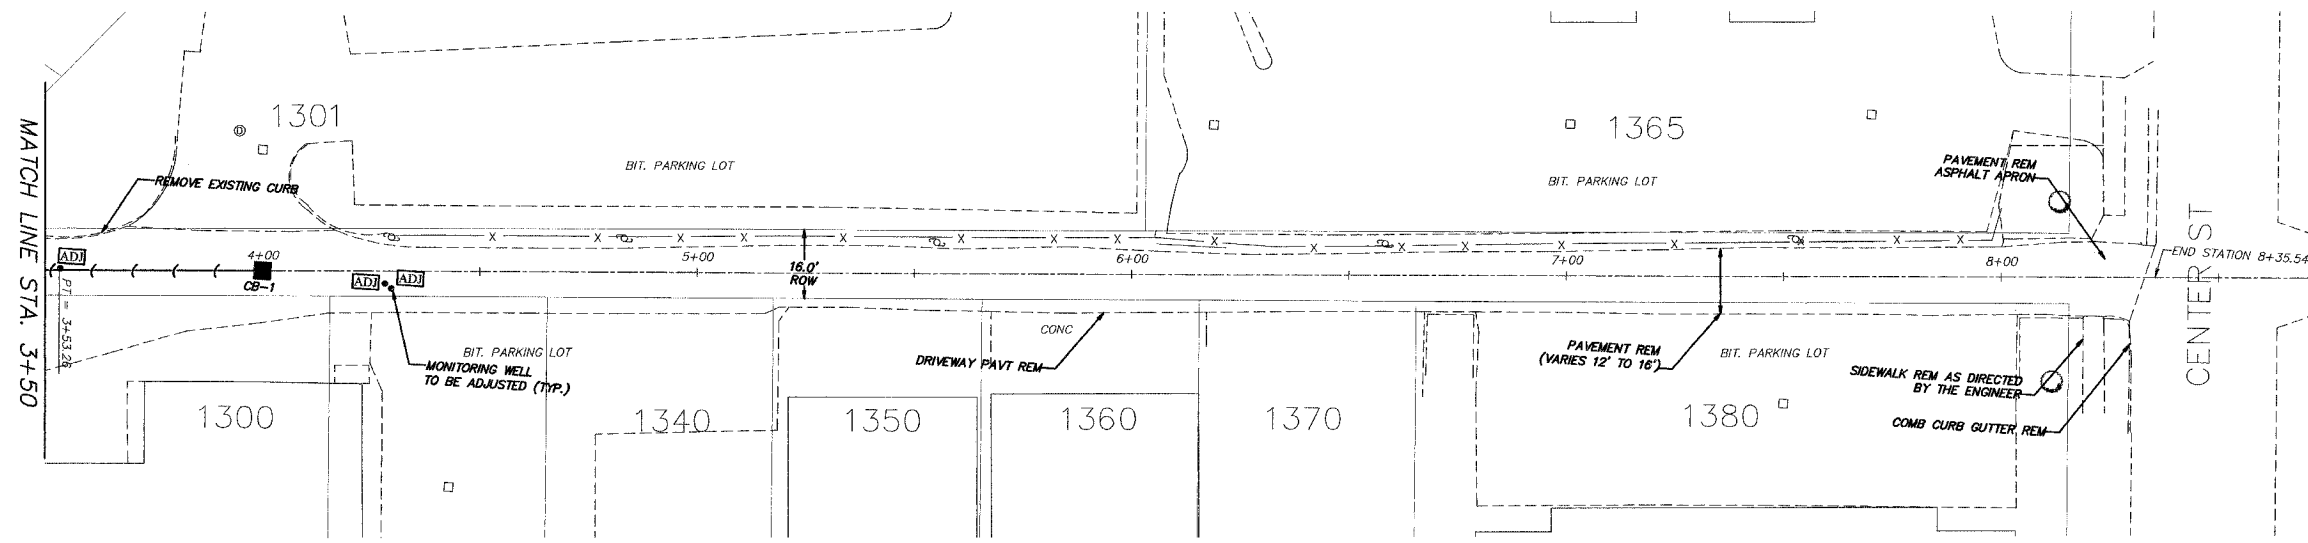 MATCH LINE STA. 3+50
1301
REMOVE EXISTING CURB
ADJ
PT = 3+53.26
4+00
CB-1
ADJ
ADJ
BIT. PARKING LOT
MONITORING WELL
TO BE ADJUSTED (TYP.)
1300
BIT. PARKING LOT
5+00
16.0'
ROW
1340
1350
DRIVEWAY PAVT REM
CONC
1360
6+00
1370
1365
BIT. PARKING LOT
7+00
PAVEMENT REM
(VARIES 12' TO 16')
BIT. PARKING LOT
1380
PAVEMENT REM
ASPHALT APRON
8+00
END STATION 8+35.54
SIDEWALK REM AS DIRECTED
BY THE ENGINEER
COMB CURB GUTTER REM
CENTER ST